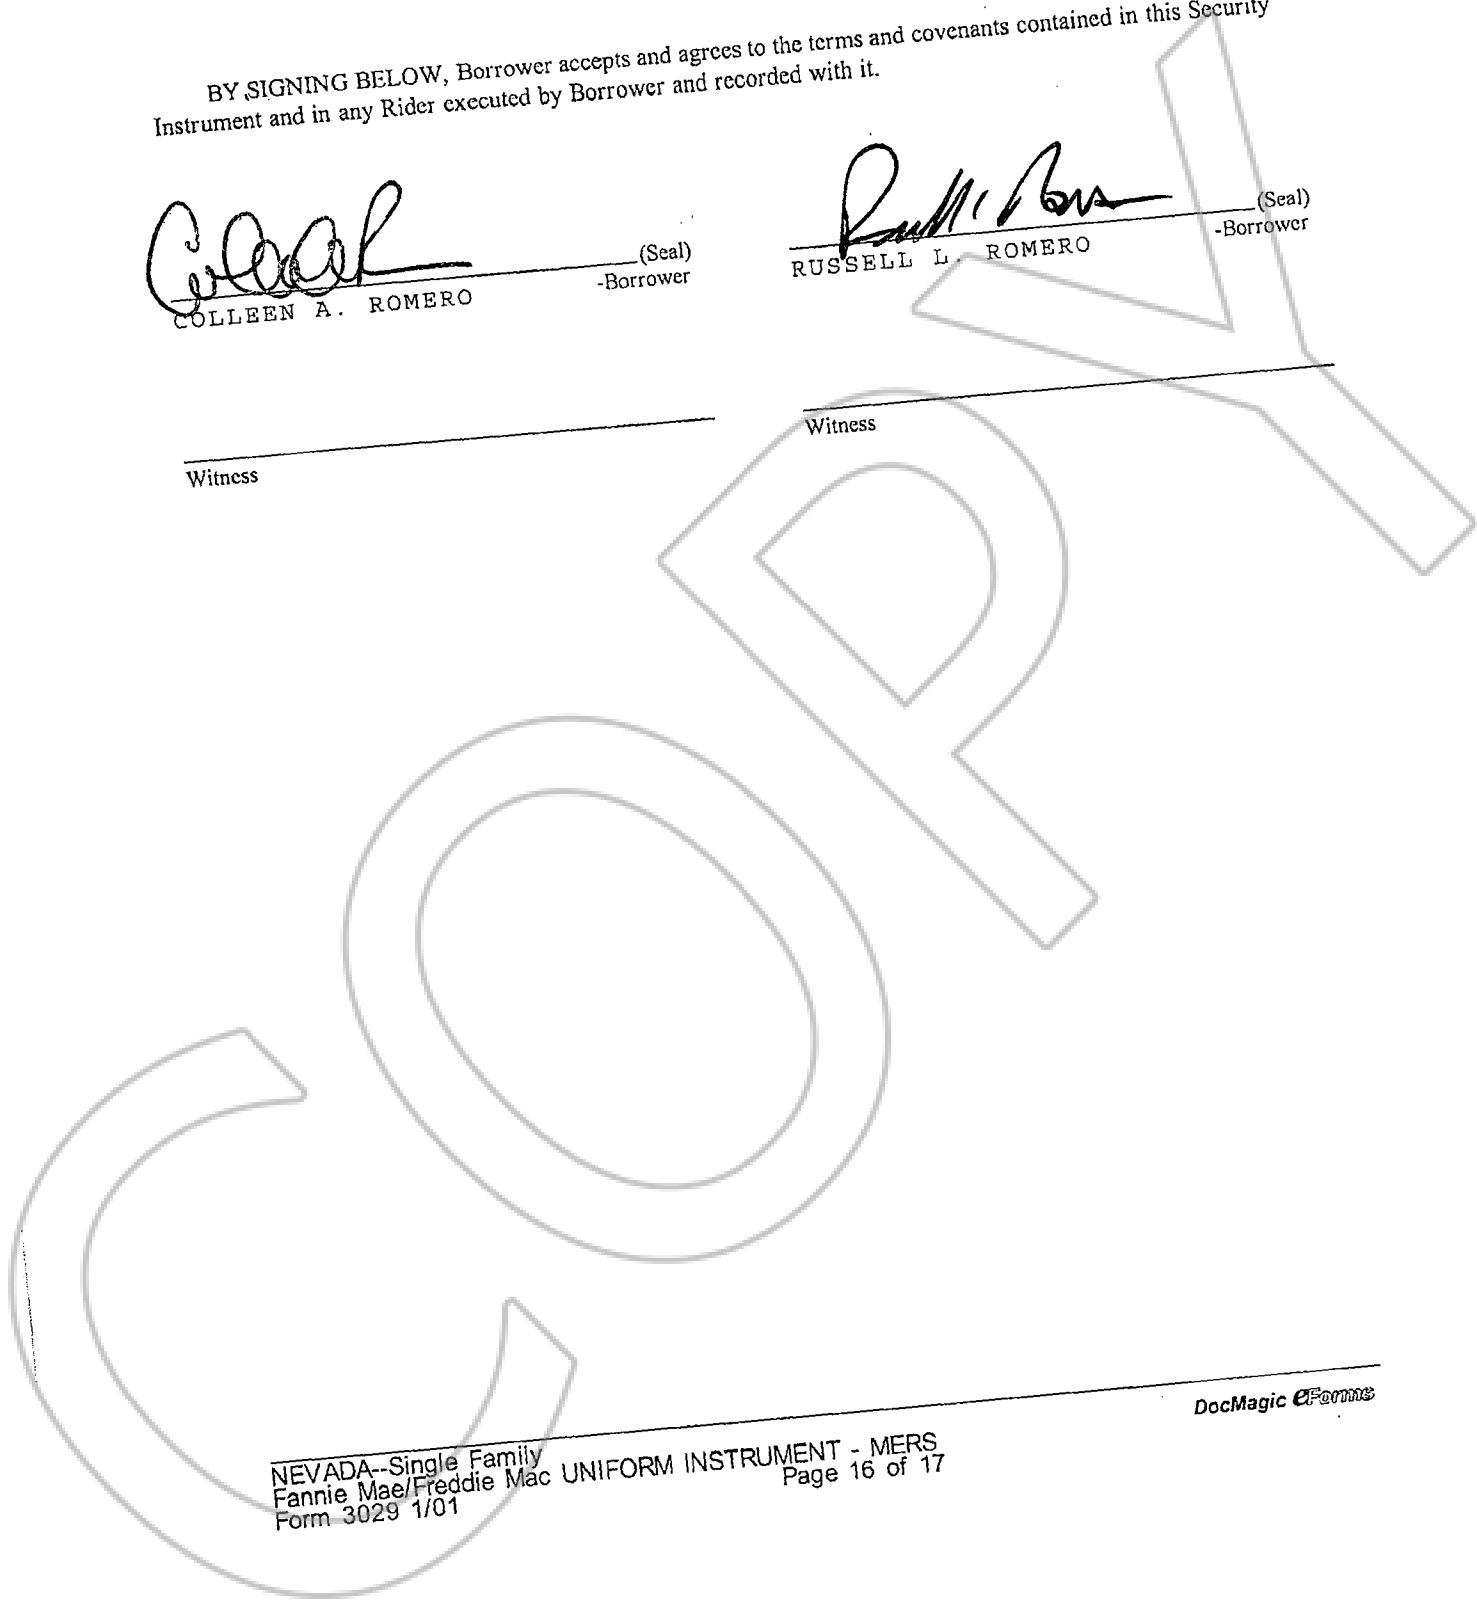 BY SIGNING BELOW, Borrower accepts and agrees to the terms and covenants contained in this Security
Instrument and in any Rider executed by Borrower and recorded with it.
(Seal)
-Borrower
COLLEEN A. ROMERO
(Seal)
-Borrower
RUSSELL L. ROMERO
Witness
Witness
COPY
NEVADA--Single Family
Fannie Mae/Freddie Mac UNIFORM INSTRUMENT - MERS
Form 3029 1/01
Page 16 of 17
DocMagic eForms